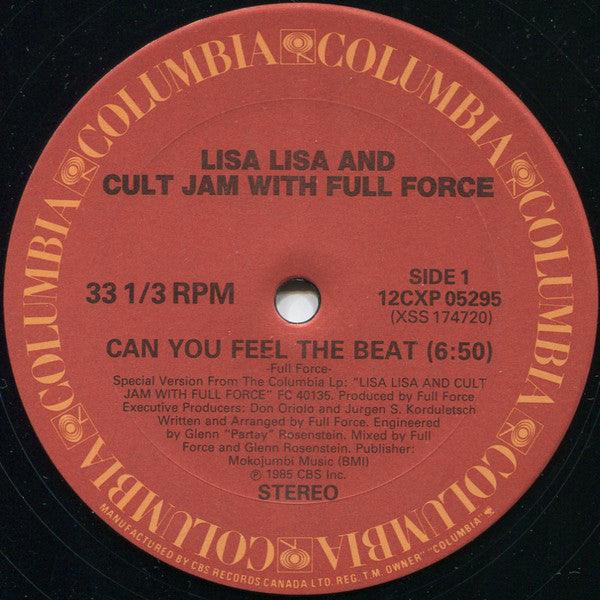 COLUMBIA COLUMBIA COLUMBIA COLUMBIA COLUMBIA COLUMBIA
LISA LISA AND
CULT JAM WITH FULL FORCE
33 1/3 RPM
SIDE 1
12CXP 05295
(XSS 174720)
CAN YOU FEEL THE BEAT (6:50)
-Full Force-
Special Version From The Columbia Lp: "LISA LISA AND CULT
JAM WITH FULL FORCE" FC 40135. Produced by Full Force
Executive Producers: Don Oriolo and Jurgen S. Korduletsch
Written and Arranged by Full Force. Engineered
by Glenn "Partay" Rosenstein. Mixed by Full
Force and Glenn Rosenstein. Publisher:
Mokojumbi Music (BMI)
℗ 1985 CBS Inc.
STEREO
MANUFACTURED BY CBS RECORDS CANADA LTD. REG. T.M. OWNER "COLUMBIA"